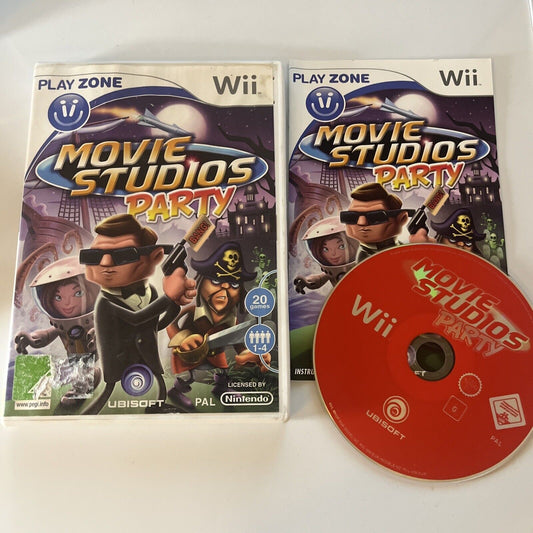 PLAY ZONE
Wii
MOVIE
STUDIOS
PARTY
BANG!
20
games
1-4
www.pegi.info
UBISOFT
PAL
LICENSED BY
Nintendo
PLAY ZONE
Wii
MOVIE
STUDIOS
PARTY
INSTRU
Wii
MOVIE
STUDIOS
PARTY
UBISOFT
PAL